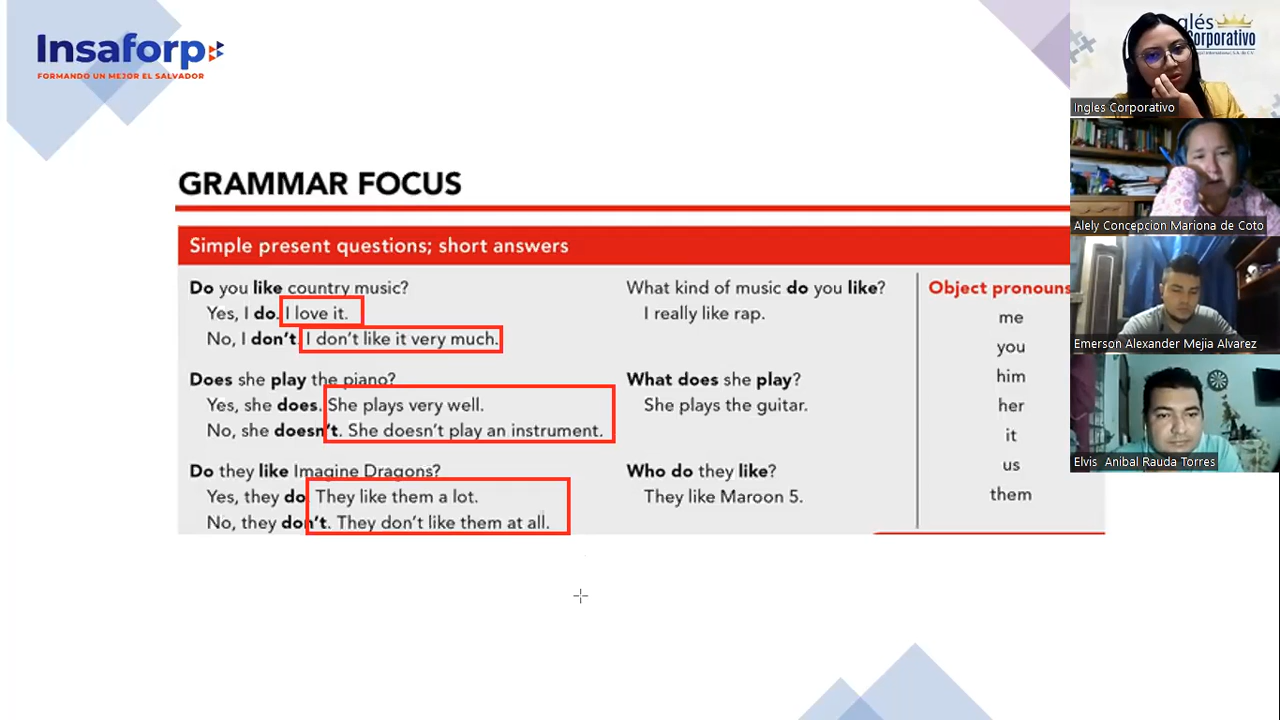 Insaforp
FORMANDO UN MEJOR EL SALVADOR
GRAMMAR FOCUS
Simple present questions; short answers
Do you like country music?
Yes, I do. I love it.
No, I don't. I don't like it very much.
Does she play the piano?
Yes, she does. She plays very well.
No, she doesn't. She doesn't play an instrument.
Do they like Imagine Dragons?
Yes, they do. They like them a lot.
No, they don't. They don't like them at all.
What kind of music do you like?
I really like rap.
What does she play?
She plays the guitar.
Who do they like?
They like Maroon 5.
Object pronouns
me
you
him
her
it
us
them
Corporativo
Ingles Corporativo
Alely Concepcion Mariona de Coto
Emerson Alexander Mejia Alvarez
Elvis Anibal Rauda Torres